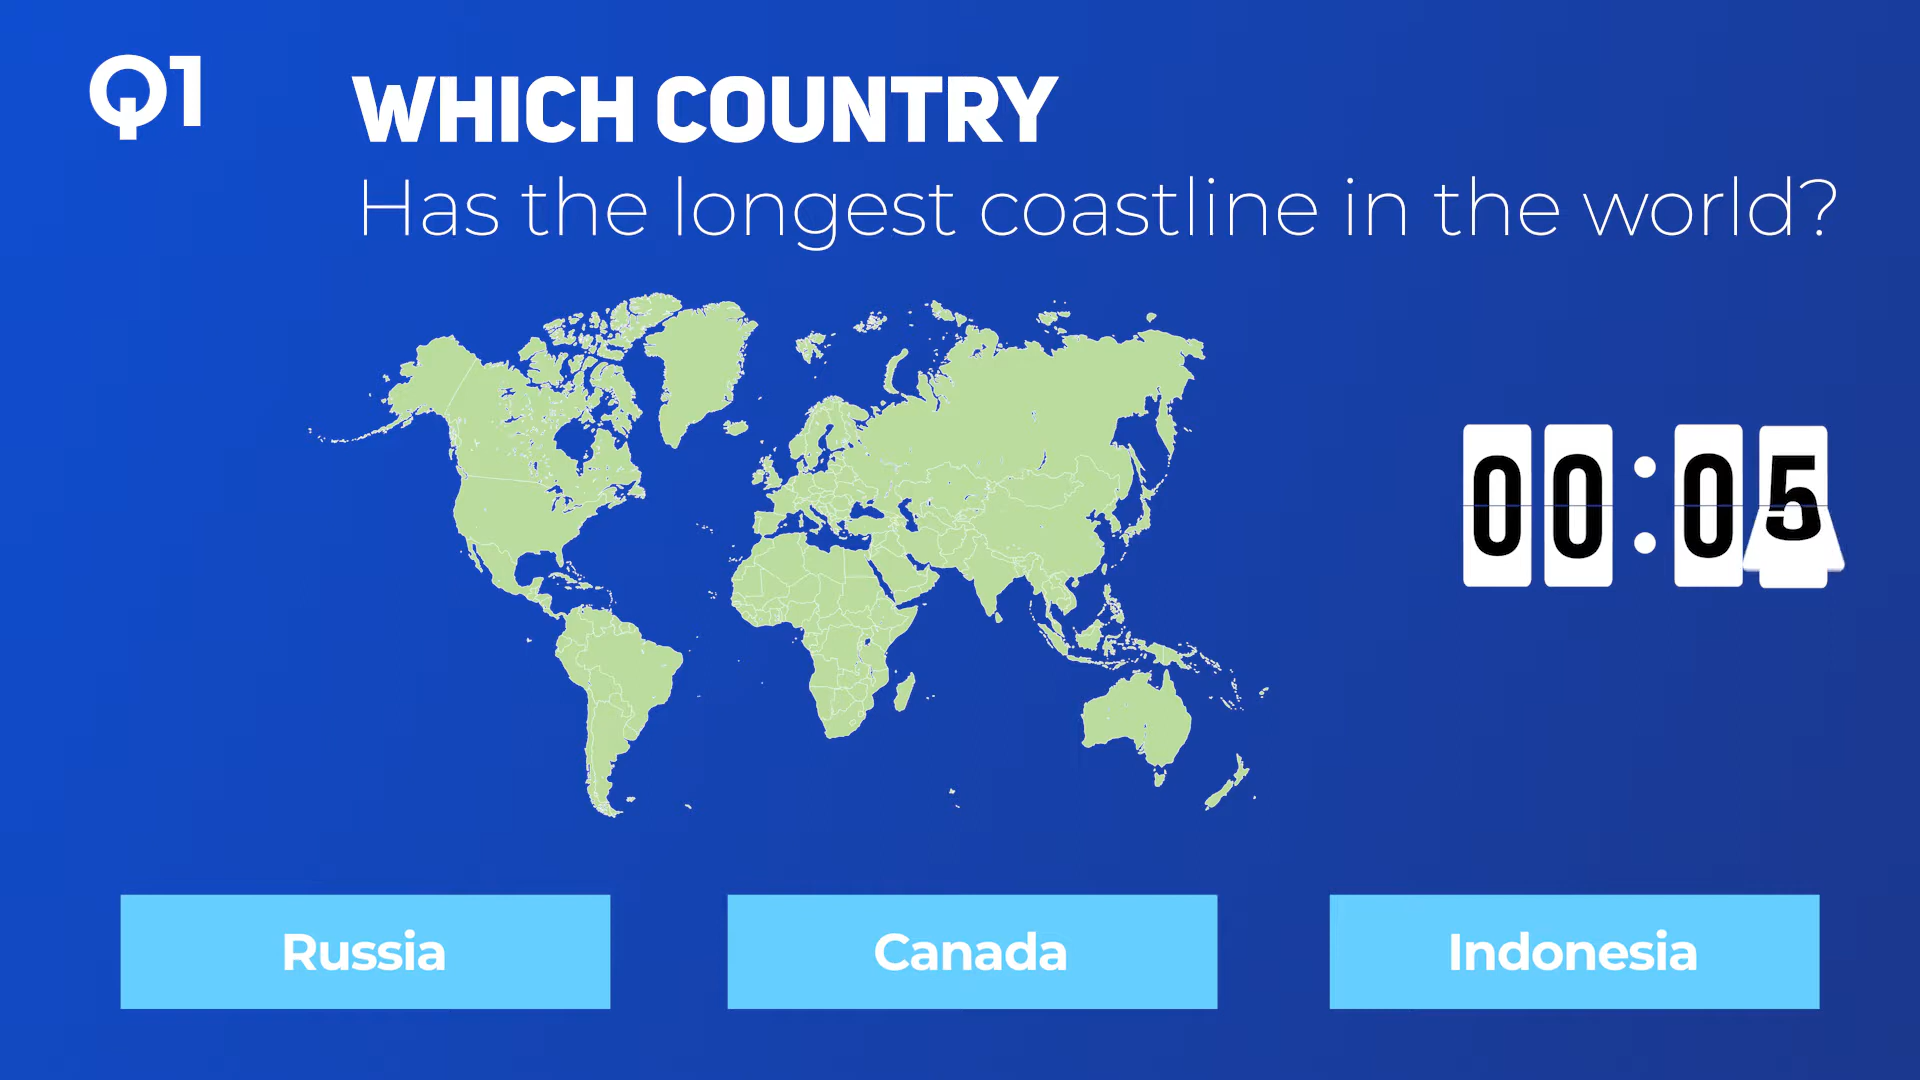 Q1
WHICH COUNTRY
Has the longest coastline in the world?
00:05
Russia
Canada
Indonesia